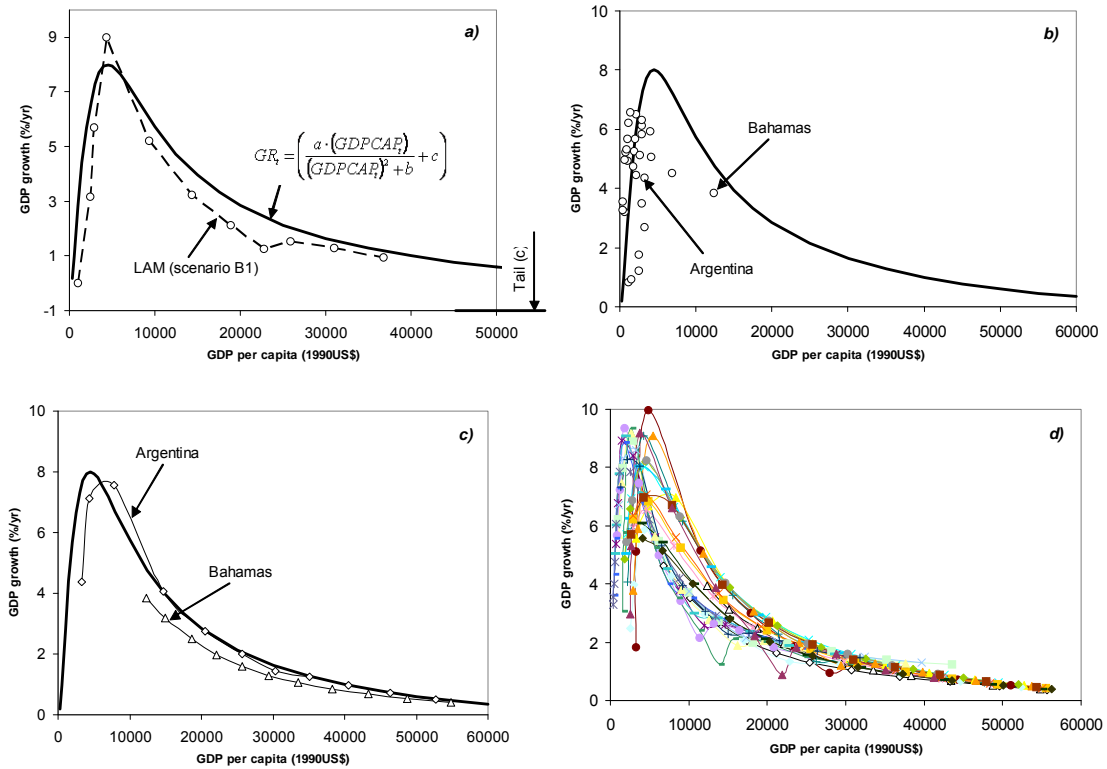 a)
9
7
5
3
1
-1
GDP growth (%/yr)
GR_t = ( a · (GDPCAP_t) / (GDPCAP_t)^2 + b + c )
LAM (scenario B1)
Tail (c)
0 10000 20000 30000 40000 50000
GDP per capita (1990US$)
b)
10
8
6
4
2
0
GDP growth (%/yr)
Bahamas
Argentina
0 10000 20000 30000 40000 50000 60000
GDP per capita (1990US$)
c)
10
8
6
4
2
0
GDP growth (%/yr)
Argentina
Bahamas
0 10000 20000 30000 40000 50000 60000
GDP per capita (1990US$)
d)
10
8
6
4
2
0
GDP growth (%/yr)
0 10000 20000 30000 40000 50000 60000
GDP per capita (1990US$)